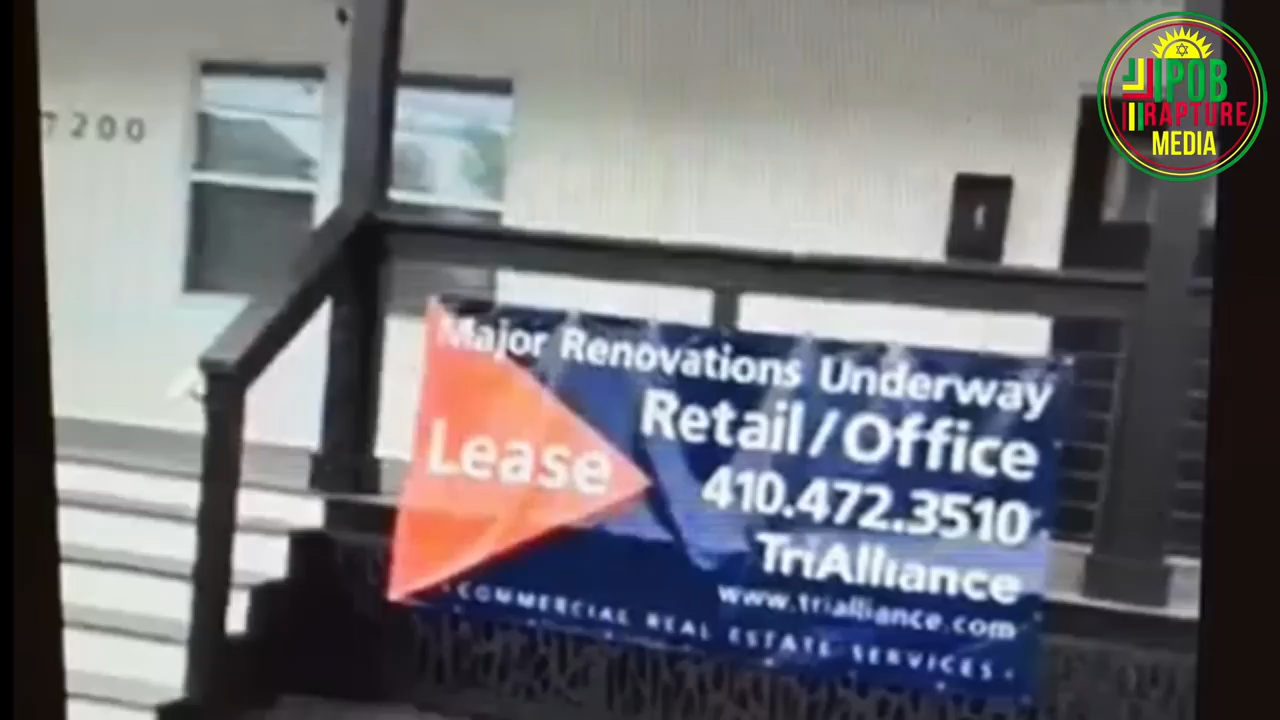 7200
IPOB
RAPTURE
MEDIA
Major Renovations Underway
Retail/Office
Lease
410.472.3510
TriAlliance
www.trialliance.com
· COMMERCIAL REAL ESTATE SERVICES ·